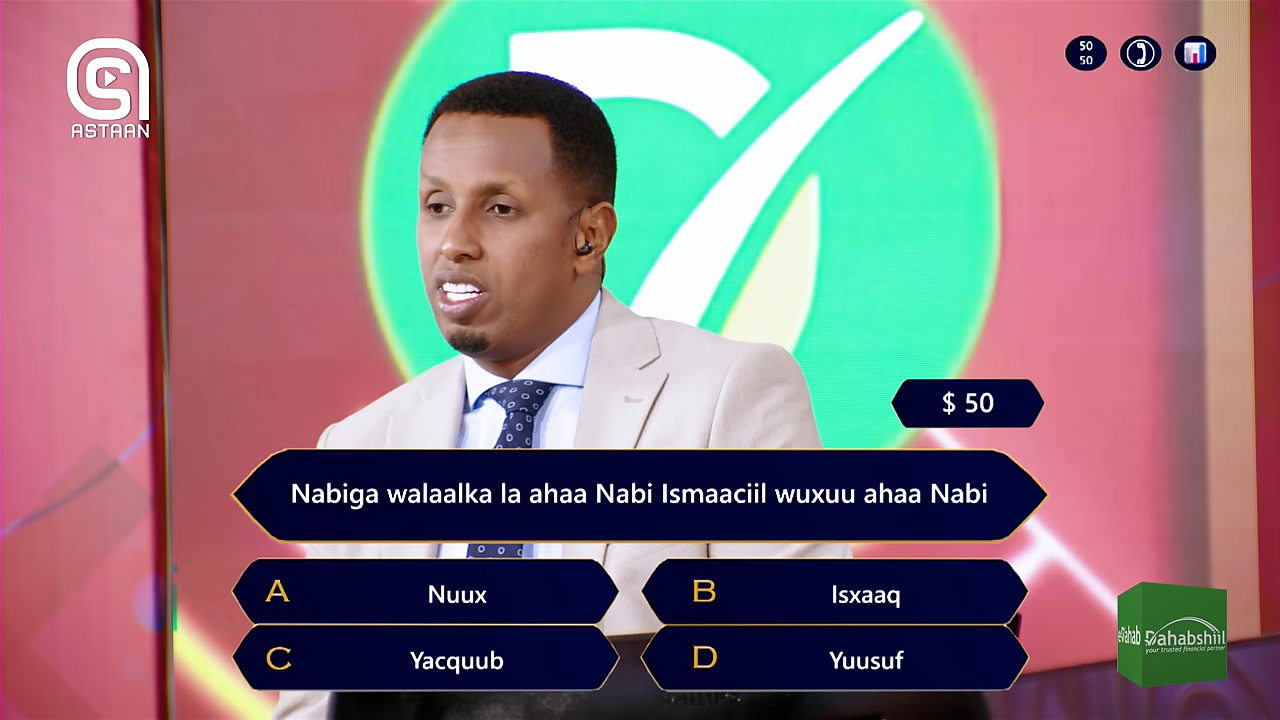 ASTAAN
50
50
$ 50
Nabiga walaalka la ahaa Nabi Ismaaciil wuxuu ahaa Nabi
A Nuux
B Isxaaq
C Yacquub
D Yuusuf
eDahab
Dahabshiil
your trusted financial partner